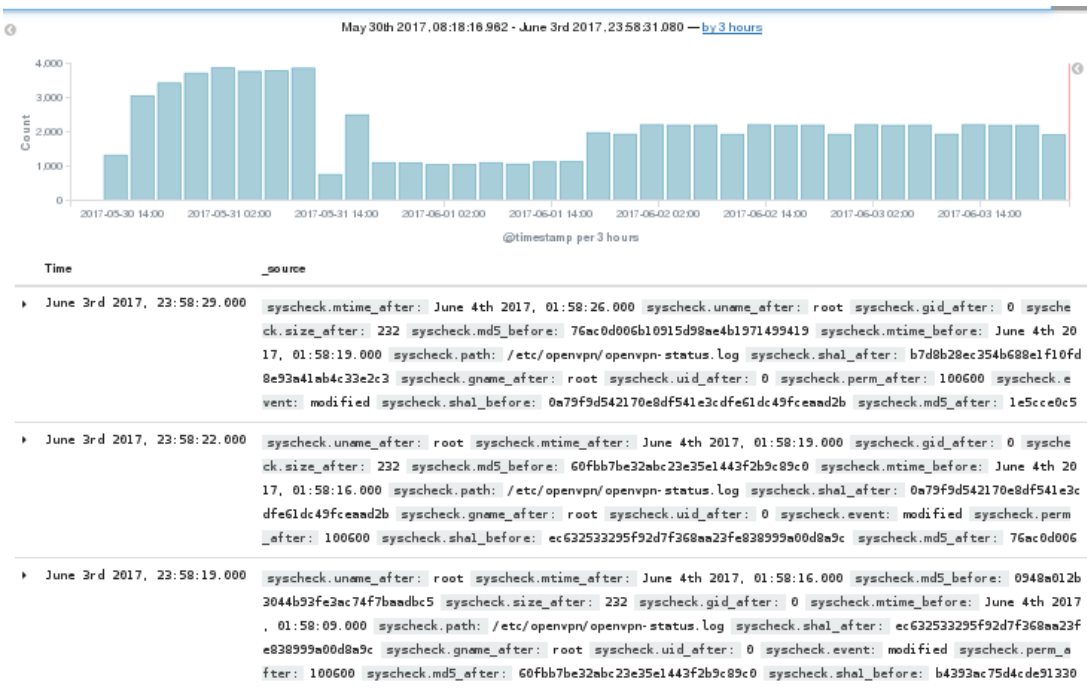 May 30th 2017, 08:18:16.962 - June 3rd 2017, 23:58:31.080 — by 3 hours
4,000
3,000
2,000
1,000
0
Count
2017-05-30 14:00 2017-05-31 02:00 2017-05-31 14:00 2017-06-01 02:00 2017-06-01 14:00 2017-06-02 02:00 2017-06-02 14:00 2017-06-03 02:00 2017-06-03 14:00
@timestamp per 3 hours
Time _source
June 3rd 2017, 23:58:29.000 syscheck.mtime_after: June 4th 2017, 01:58:26.000 syscheck.uname_after: root syscheck.gid_after: 0 sysche
ck.size_after: 232 syscheck.md5_before: 76ac0d006b10915d98ae4b1971499419 syscheck.mtime_before: June 4th 20
17, 01:58:19.000 syscheck.path: /etc/openvpn/openvpn-status.log syscheck.sha1_after: b7d8b28ec354b688e1f10fd
8e93a41ab4c33e2c3 syscheck.gname_after: root syscheck.uid_after: 0 syscheck.perm_after: 100600 syscheck.e
vent: modified syscheck.sha1_before: 0a79f9d542170e8df541e3cdfe61dc49fceaad2b syscheck.md5_after: 1e5cce0c5
June 3rd 2017, 23:58:22.000 syscheck.uname_after: root syscheck.mtime_after: June 4th 2017, 01:58:19.000 syscheck.gid_after: 0 sysche
ck.size_after: 232 syscheck.md5_before: 60fbb7be32abc23e35e1443f2b9c89c0 syscheck.mtime_before: June 4th 20
17, 01:58:16.000 syscheck.path: /etc/openvpn/openvpn-status.log syscheck.sha1_after: 0a79f9d542170e8df541e3c
dfe61dc49fceaad2b syscheck.gname_after: root syscheck.uid_after: 0 syscheck.event: modified syscheck.perm
_after: 100600 syscheck.sha1_before: ec632533295f92d7f368aa23fe838999a00d8a9c syscheck.md5_after: 76ac0d006
June 3rd 2017, 23:58:19.000 syscheck.uname_after: root syscheck.mtime_after: June 4th 2017, 01:58:16.000 syscheck.md5_before: 0948a012b
3044b93fe3ac74f7baadbc5 syscheck.size_after: 232 syscheck.gid_after: 0 syscheck.mtime_before: June 4th 2017
, 01:58:09.000 syscheck.path: /etc/openvpn/openvpn-status.log syscheck.sha1_after: ec632533295f92d7f368aa23f
e838999a00d8a9c syscheck.gname_after: root syscheck.uid_after: 0 syscheck.event: modified syscheck.perm_a
fter: 100600 syscheck.md5_after: 60fbb7be32abc23e35e1443f2b9c89c0 syscheck.sha1_before: b4393ac75d4cde91330